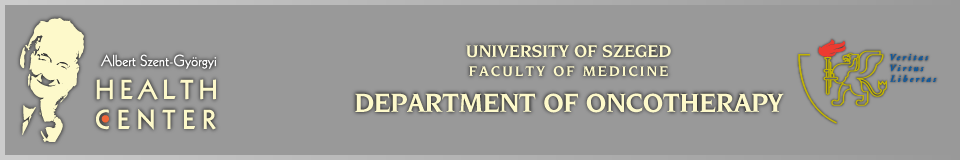 Albert Szent-Györgyi
HEALTH
CENTER
UNIVERSITY OF SZEGED
FACULTY OF MEDICINE
DEPARTMENT OF ONCOTHERAPY
Veritas
Virtus
Libertas